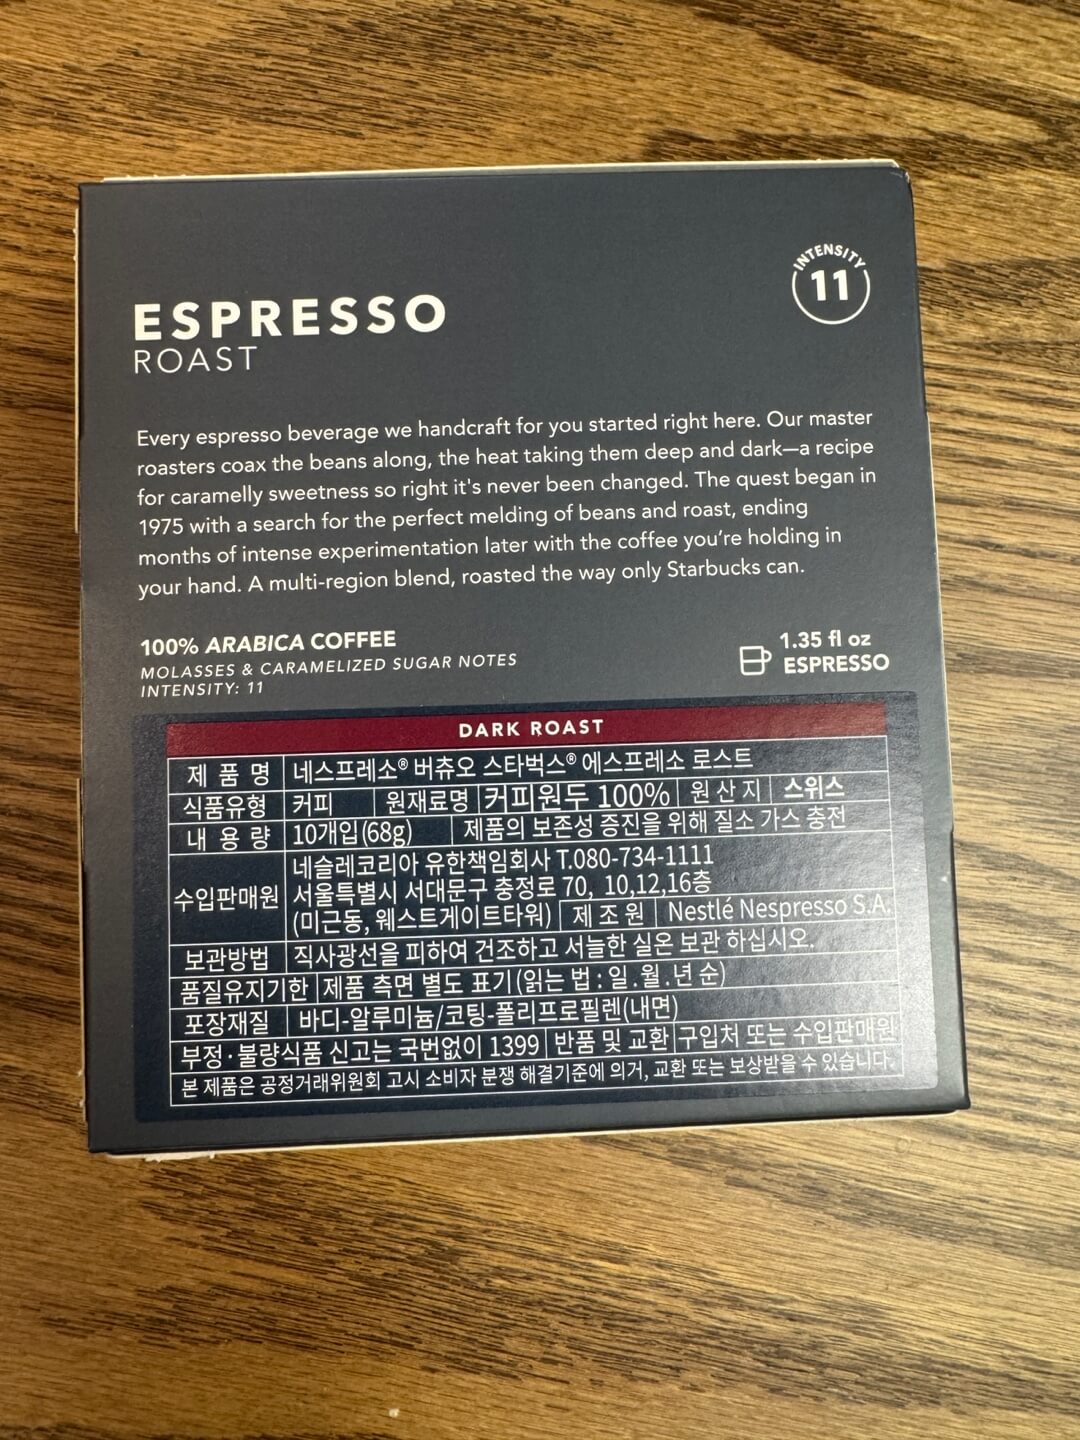 INTENSITY
11
ESPRESSO
ROAST
Every espresso beverage we handcraft for you started right here. Our master
roasters coax the beans along, the heat taking them deep and dark—a recipe
for caramelly sweetness so right it's never been changed. The quest began in
1975 with a search for the perfect melding of beans and roast, ending
months of intense experimentation later with the coffee you're holding in
your hand. A multi-region blend, roasted the way only Starbucks can.
100% ARABICA COFFEE
MOLASSES & CARAMELIZED SUGAR NOTES
INTENSITY: 11
1.35 fl oz
ESPRESSO
DARK ROAST
제 품 명 네스프레소® 버츄오 스타벅스® 에스프레소 로스트
식품유형 커피 원재료명 커피원두 100% 원 산 지 스위스
내 용 량 10개입(68g) 제품의 보존성 증진을 위해 질소 가스 충전
수입판매원 네슬레코리아 유한책임회사 T.080-734-1111
서울특별시 서대문구 충정로 70, 10,12,16층
(미근동, 웨스트게이트타워) 제 조 원 Nestlé Nespresso S.A.
보관방법 직사광선을 피하여 건조하고 서늘한 실온 보관 하십시오.
품질유지기한 제품 측면 별도 표기(읽는 법 : 일.월.년 순)
포장재질 바디-알루미늄/코팅-폴리프로필렌(내면)
부정·불량식품 신고는 국번없이 1399 반품 및 교환 구입처 또는 수입판매원
본 제품은 공정거래위원회 고시 소비자 분쟁 해결기준에 의거, 교환 또는 보상받을 수 있습니다.